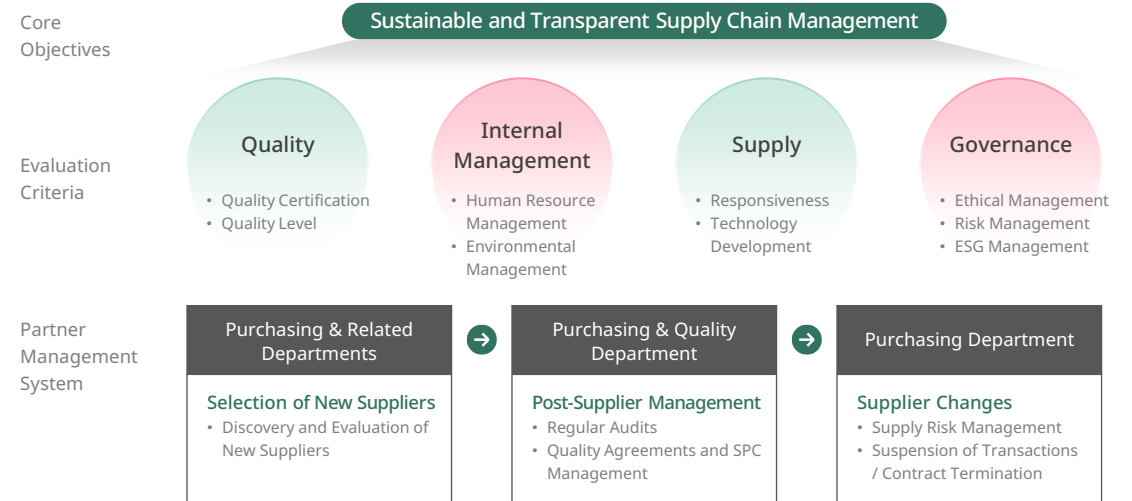 Core
Objectives
Sustainable and Transparent Supply Chain Management
Evaluation
Criteria
Quality
• Quality Certification
• Quality Level
Internal
Management
• Human Resource
Management
• Environmental
Management
Supply
• Responsiveness
• Technology
Development
Governance
• Ethical Management
• Risk Management
• ESG Management
Partner
Management
System
Purchasing & Related
Departments
Selection of New Suppliers
• Discovery and Evaluation of
New Suppliers
Purchasing & Quality
Department
Post-Supplier Management
• Regular Audits
• Quality Agreements and SPC
Management
Purchasing Department
Supplier Changes
• Supply Risk Management
• Suspension of Transactions
/ Contract Termination